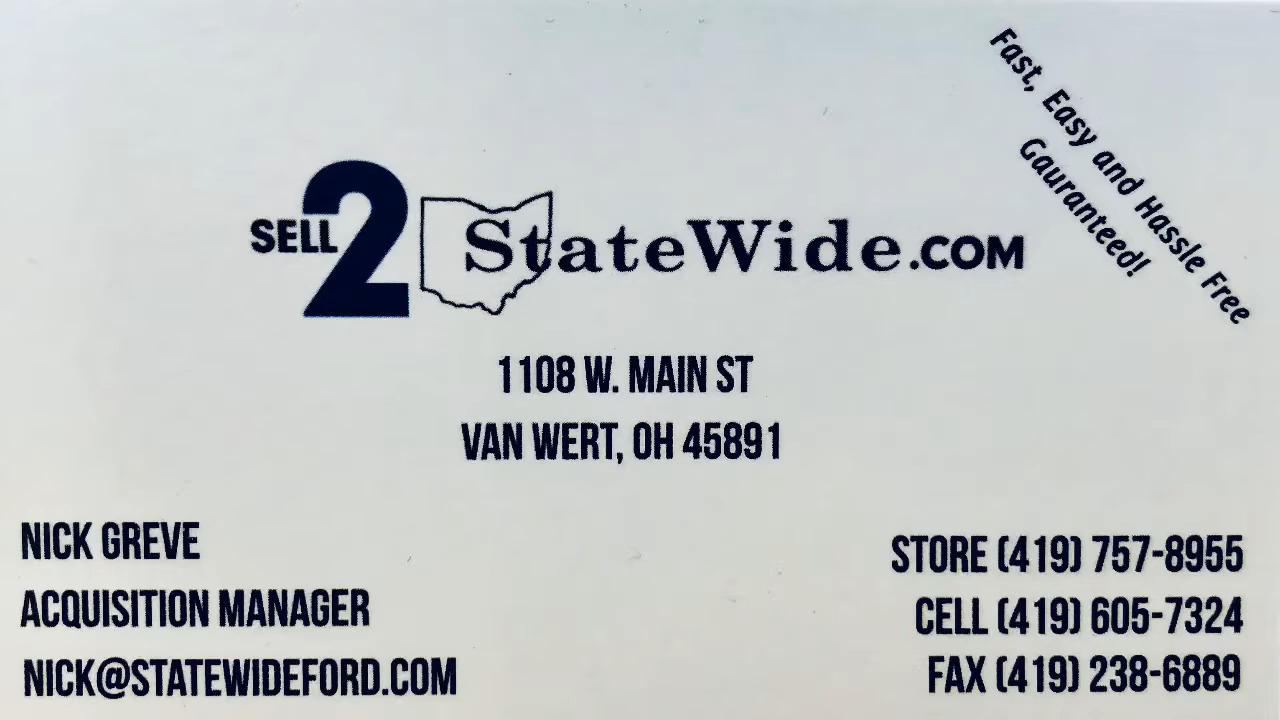 Fast, Easy and Hassle Free
Gauranteed!
SELL 2 StateWide.COM
1108 W. MAIN ST
VAN WERT, OH 45891
NICK GREVE
ACQUISITION MANAGER
NICK@STATEWIDEFORD.COM
STORE (419) 757-8955
CELL (419) 605-7324
FAX (419) 238-6889